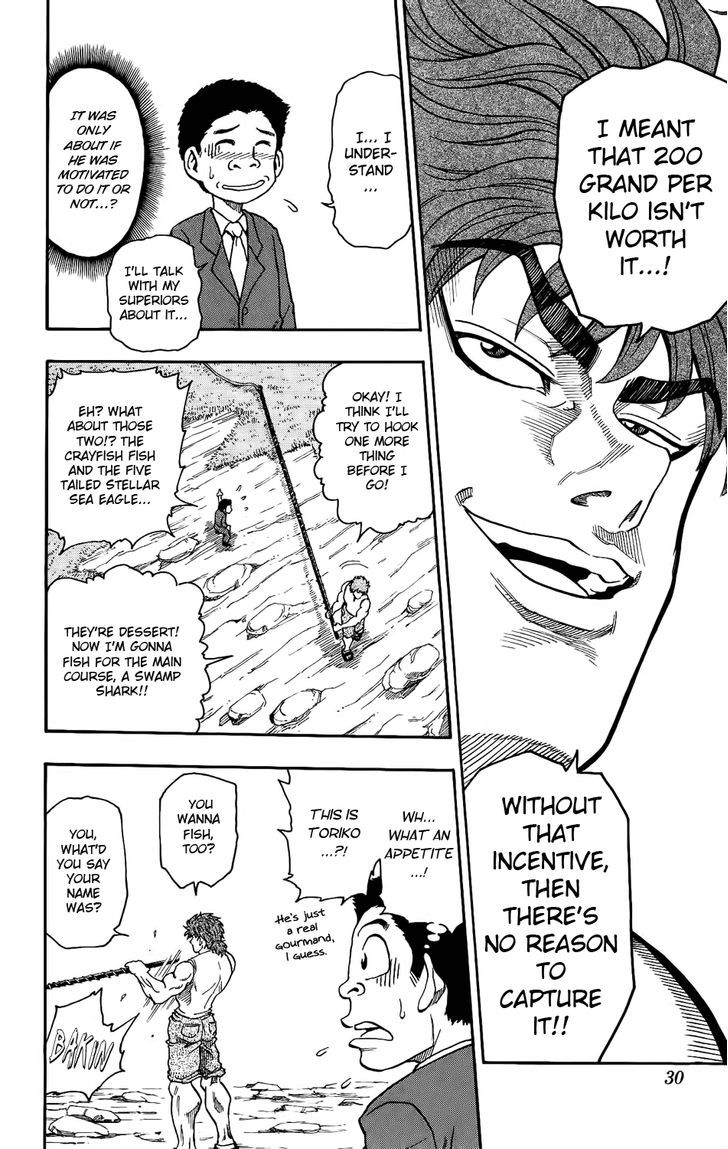 I MEANT
THAT 200
GRAND PER
KILO ISN'T
WORTH
IT...!
WITHOUT
THAT
INCENTIVE,
THEN
THERE'S
NO REASON
TO
CAPTURE
IT!!
I... I
UNDER-
STAND
...
IT WAS
ONLY
ABOUT IF
HE WAS
MOTIVATED
TO DO IT OR
NOT...?
I'LL TALK
WITH MY
SUPERIORS
ABOUT IT...
OKAY! I
THINK I'LL
TRY TO HOOK
ONE MORE
THING
BEFORE I
GO!
EH? WHAT
ABOUT THOSE
TWO!? THE
CRAYFISH FISH
AND THE FIVE
TAILED STELLAR
SEA EAGLE...
THEY'RE DESSERT!
NOW I'M GONNA
FISH FOR THE MAIN
COURSE, A SWAMP
SHARK!!
WH...
WHAT AN
APPETITE
...!
THIS IS
TORIKO
...?!
He's just
a real
gourmand,
I guess.
YOU
WANNA
FISH,
TOO?
YOU,
WHAT'D
YOU SAY
YOUR
NAME
WAS?
BAKIN
30